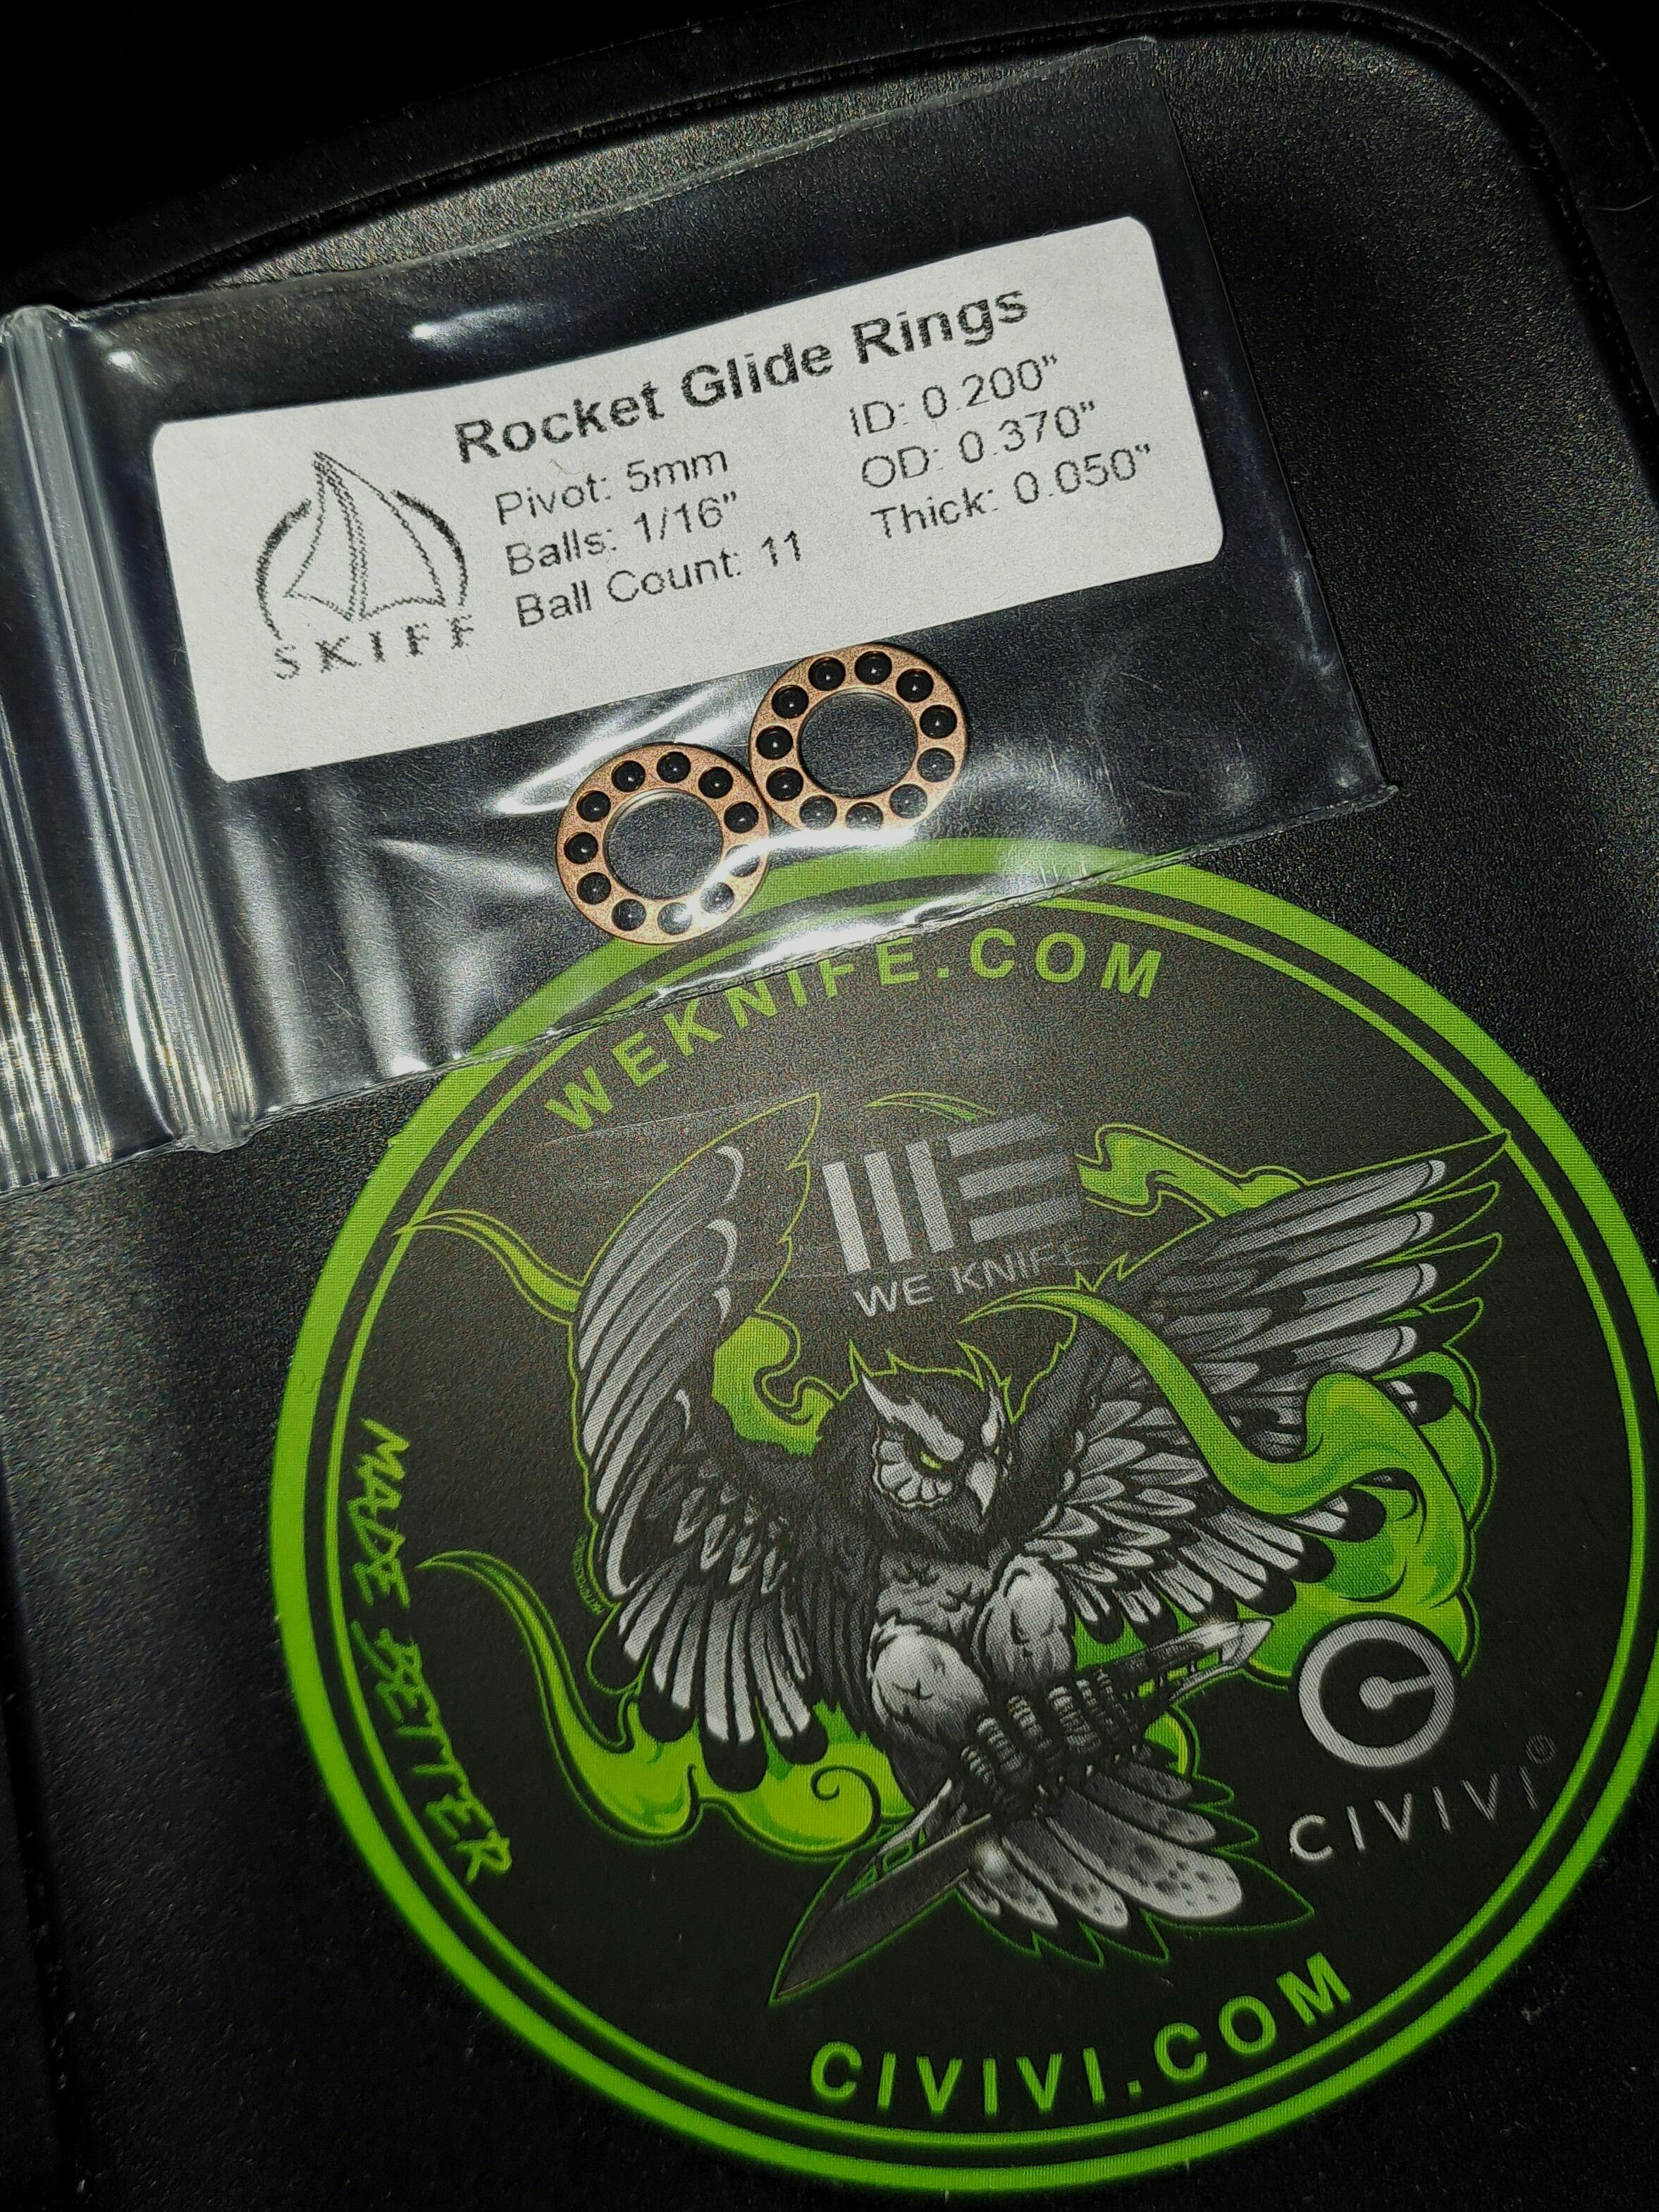 Rocket Glide Rings
Pivot: 5mm
Balls: 1/16"
Ball Count: 11
ID: 0.200"
OD: 0.370"
Thick: 0.050"
SKIFF
WEKNIFE.COM
WE KNIFE
MADE BETTER
CIVIVI®
CIVIVI.COM